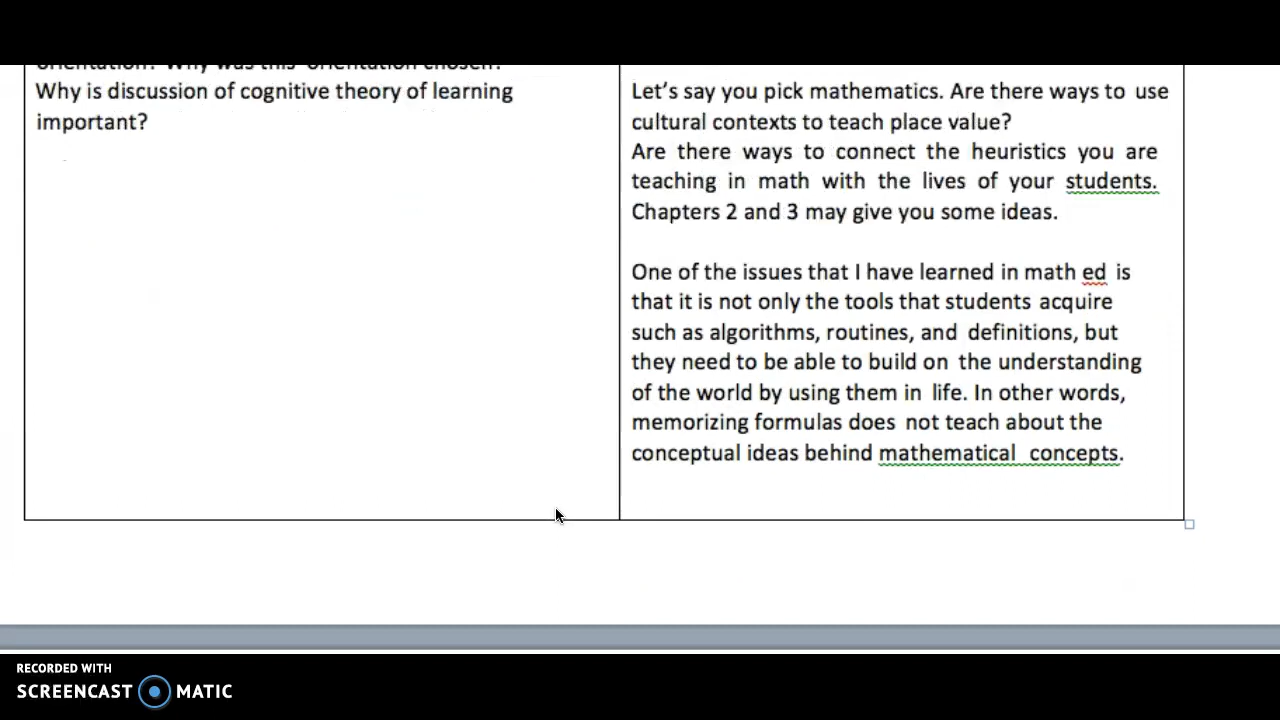 orientation? Why was this orientation chosen?
Why is discussion of cognitive theory of learning
important?
Let's say you pick mathematics. Are there ways to use
cultural contexts to teach place value?
Are there ways to connect the heuristics you are
teaching in math with the lives of your students.
Chapters 2 and 3 may give you some ideas.
One of the issues that I have learned in math ed is
that it is not only the tools that students acquire
such as algorithms, routines, and definitions, but
they need to be able to build on the understanding
of the world by using them in life. In other words,
memorizing formulas does not teach about the
conceptual ideas behind mathematical concepts.
RECORDED WITH
SCREENCAST MATIC